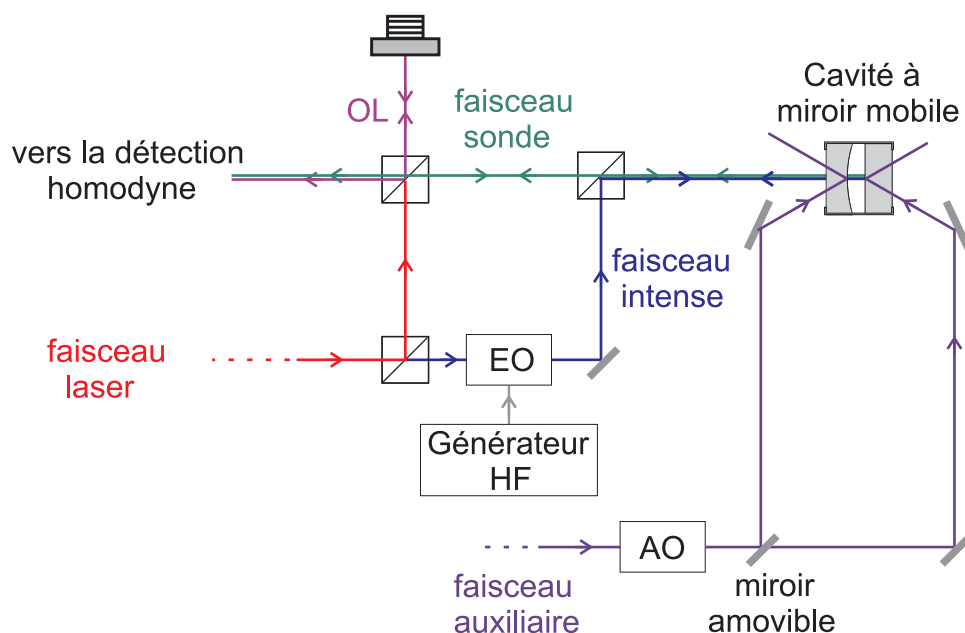 Cavité à
miroir mobile
OL
faisceau
sonde
vers la détection
homodyne
faisceau
intense
faisceau
laser
EO
Générateur
HF
AO
faisceau
auxiliaire
miroir
amovible